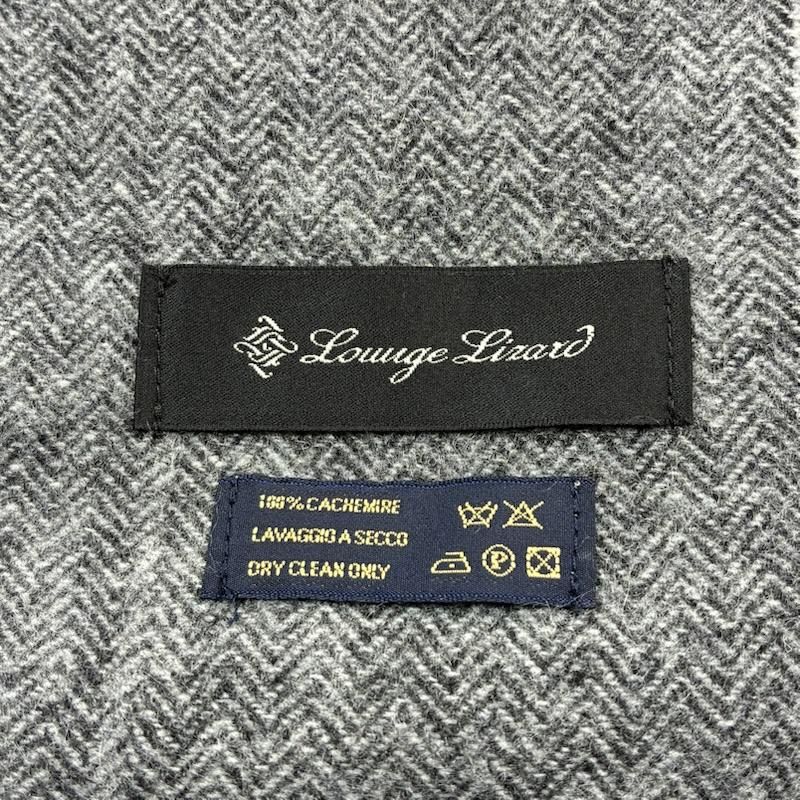 Lounge Lizard
100% CACHEMIRE
LAVAGGIO A SECCO
DRY CLEAN ONLY
P